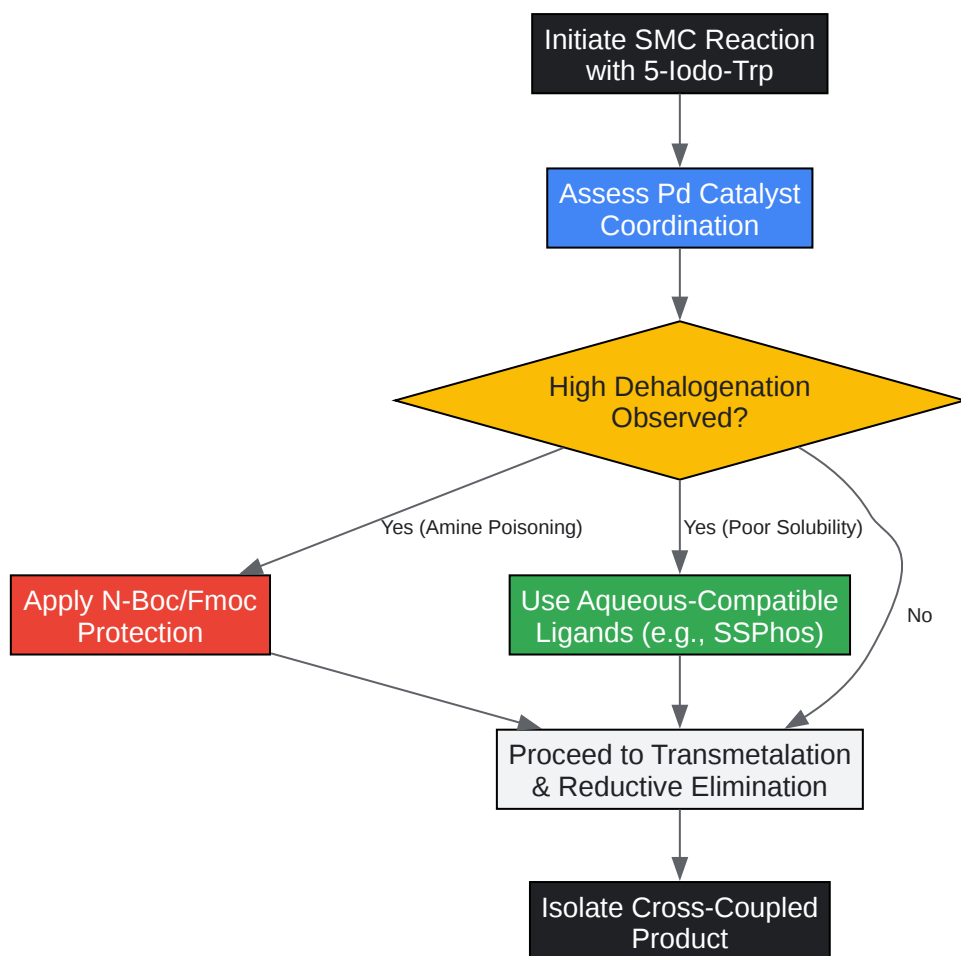 Initiate SMC Reaction
with 5-Iodo-Trp
Assess Pd Catalyst
Coordination
High Dehalogenation
Observed?
Yes (Amine Poisoning)
Yes (Poor Solubility)
No
Apply N-Boc/Fmoc
Protection
Use Aqueous-Compatible
Ligands (e.g., SSPhos)
Proceed to Transmetalation
& Reductive Elimination
Isolate Cross-Coupled
Product